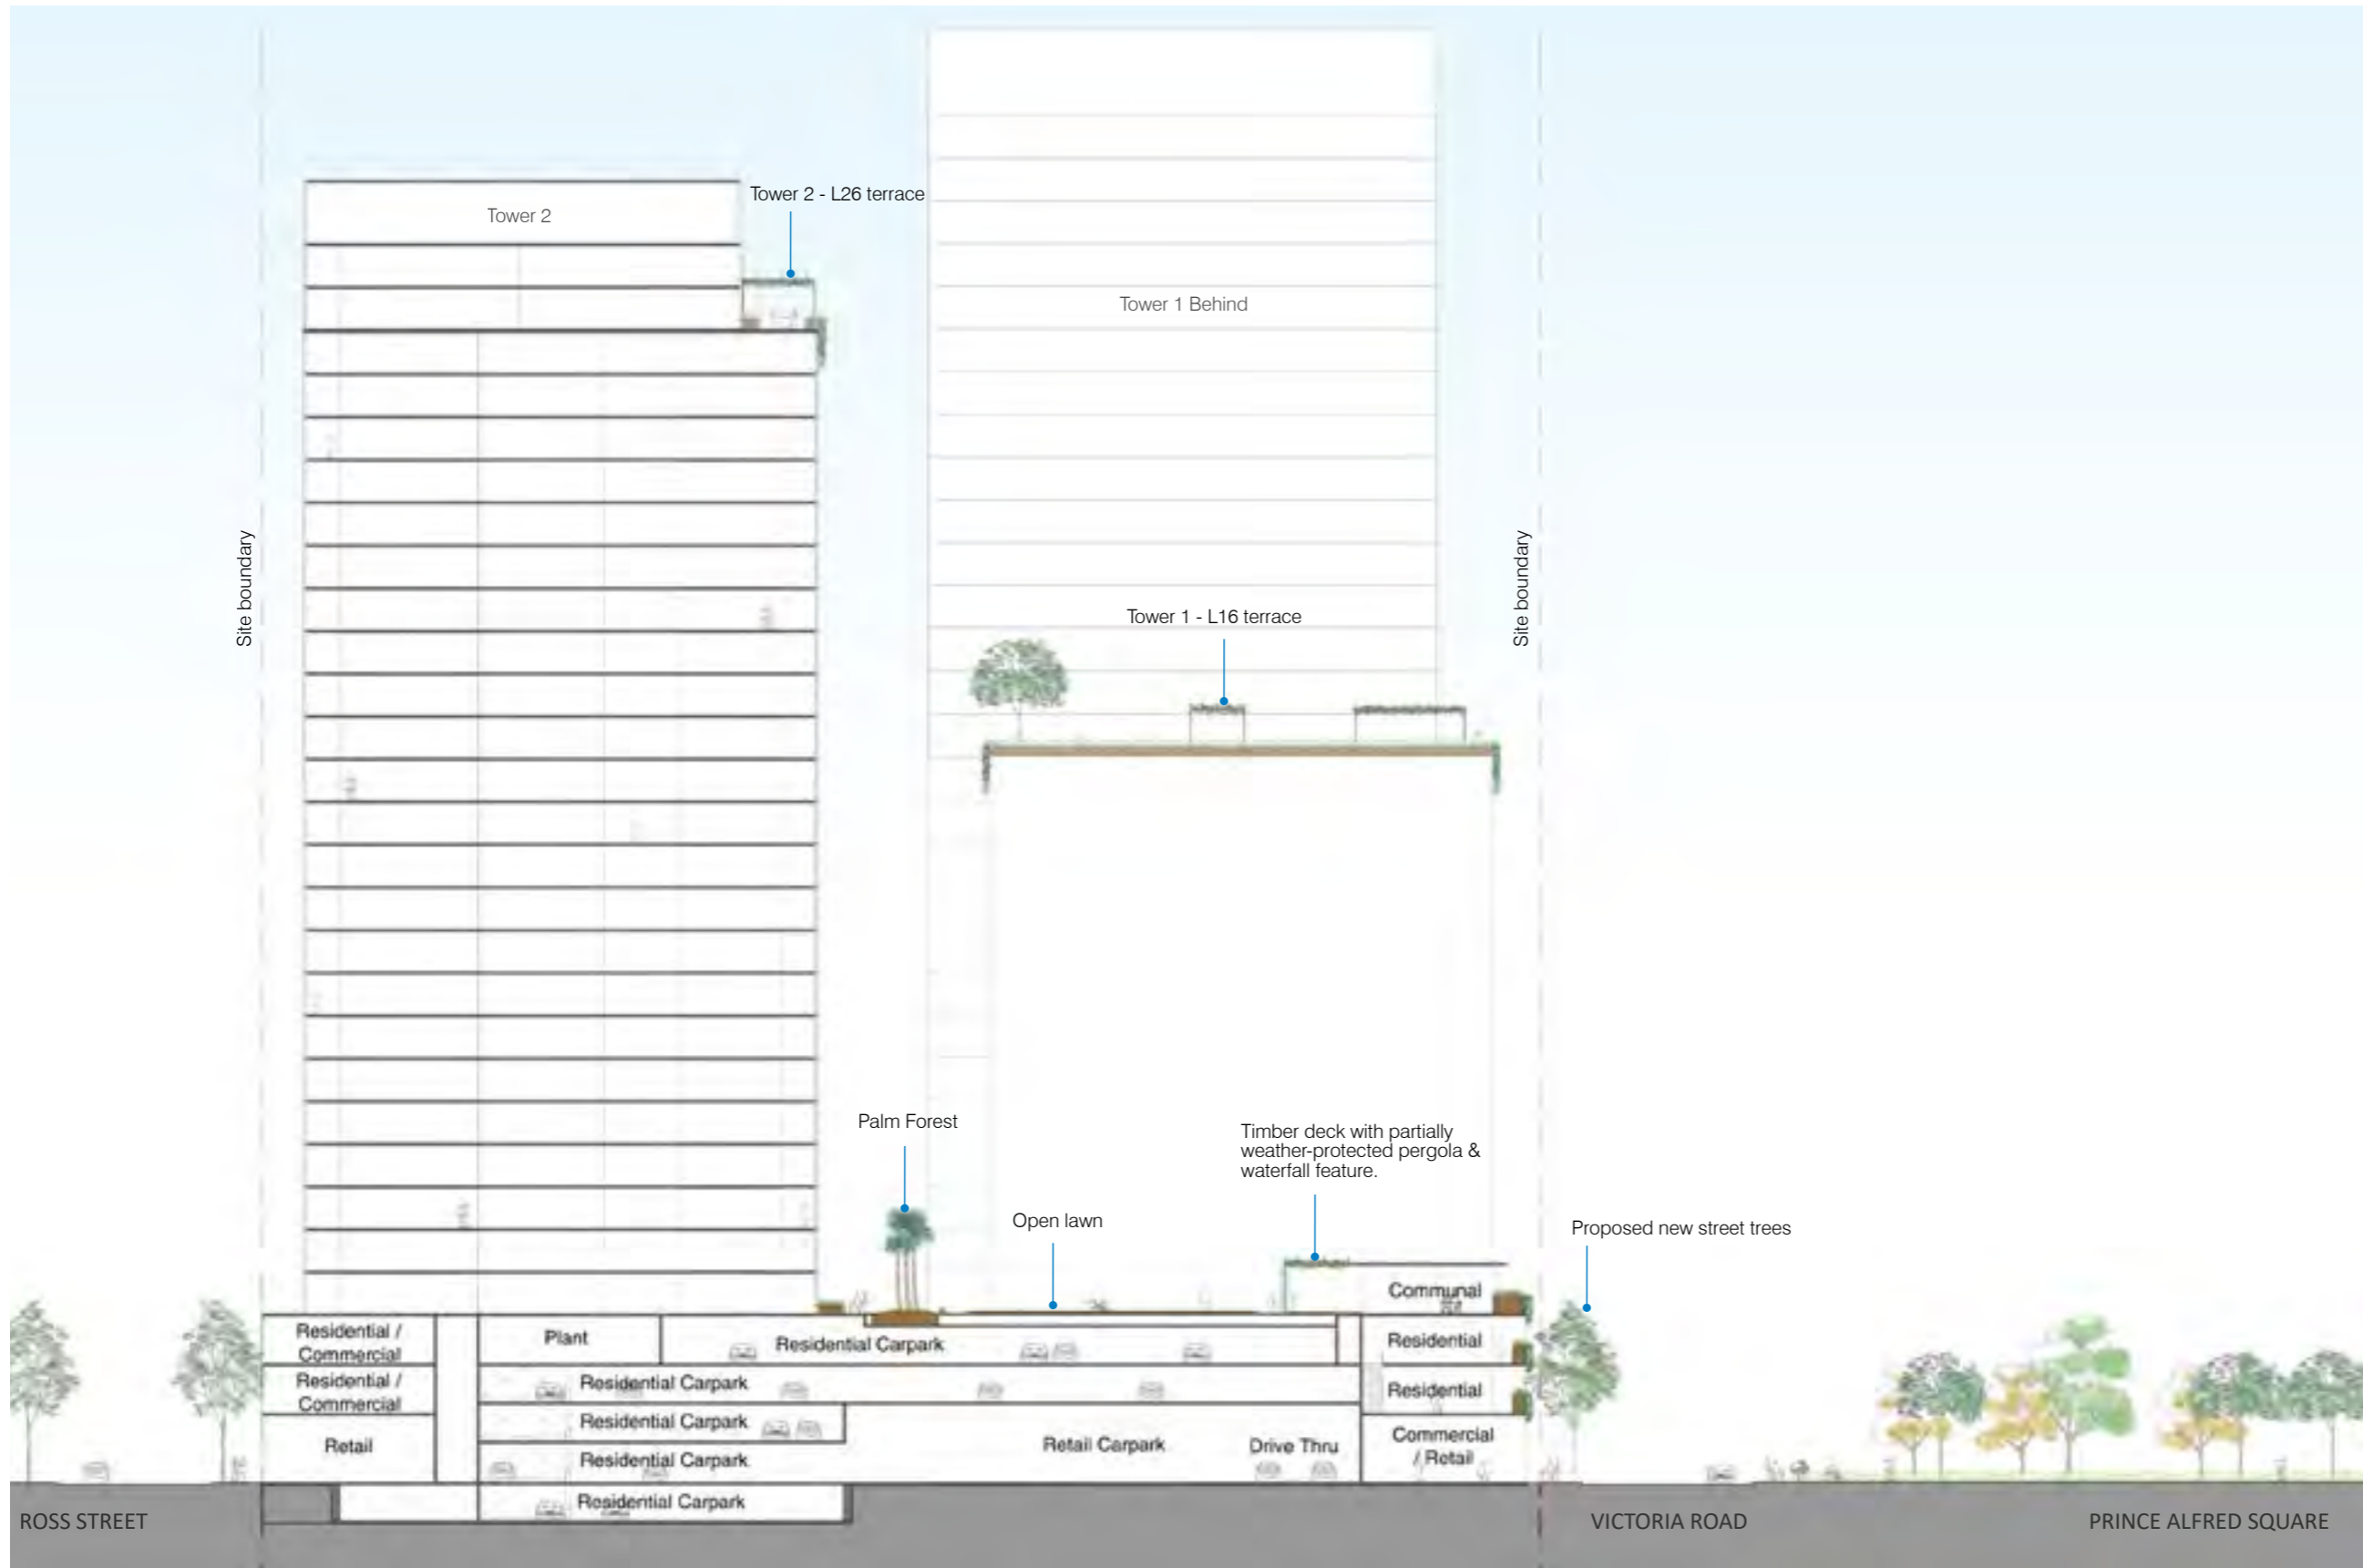 Tower 2
Tower 2 - L26 terrace
Tower 1 Behind
Site boundary
Site boundary
Tower 1 - L16 terrace
Palm Forest
Timber deck with partially
weather-protected pergola &
waterfall feature.
Open lawn
Proposed new street trees
Communal
Residential /
Commercial
Plant
Residential Carpark
Residential
Residential /
Commercial
Residential Carpark
Residential
Residential Carpark
Retail
Retail Carpark
Drive Thru
Commercial
/ Retail
Residential Carpark
Residential Carpark
ROSS STREET
VICTORIA ROAD
PRINCE ALFRED SQUARE